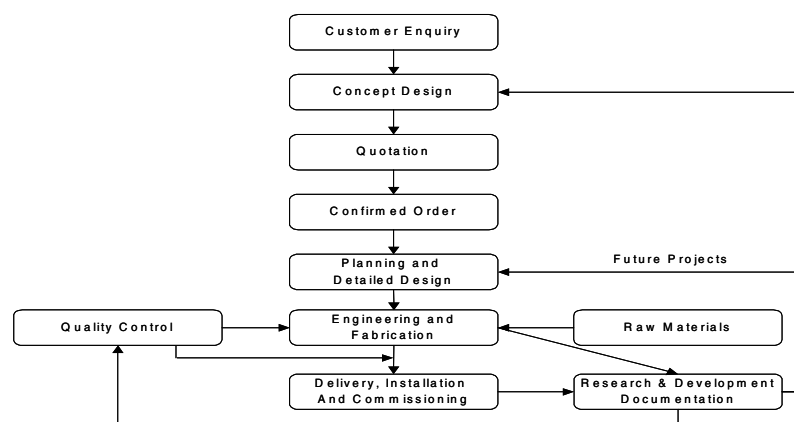 Customer Enquiry
Concept Design
Quotation
Confirmed Order
Planning and
Detailed Design
Future Projects
Quality Control
Engineering and
Fabrication
Raw Materials
Delivery, Installation
And Commissioning
Research & Development
Documentation